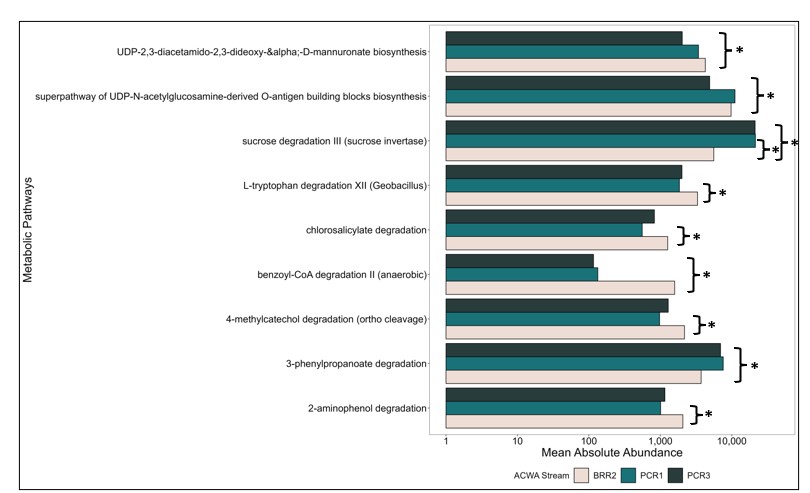 UDP-2,3-diacetamido-2,3-dideoxy-&alpha;-D-mannuronate biosynthesis
*
superpathway of UDP-N-acetylglucosamine-derived O-antigen building blocks biosynthesis
*
sucrose degradation III (sucrose invertase)
* *
L-tryptophan degradation XII (Geobacillus)
*
chlorosalicylate degradation
*
benzoyl-CoA degradation II (anaerobic)
*
4-methylcatechol degradation (ortho cleavage)
*
3-phenylpropanoate degradation
*
2-aminophenol degradation
*
Metabolic Pathways
1 10 100 1,000 10,000
Mean Absolute Abundance
ACWA Stream BRR2 PCR1 PCR3